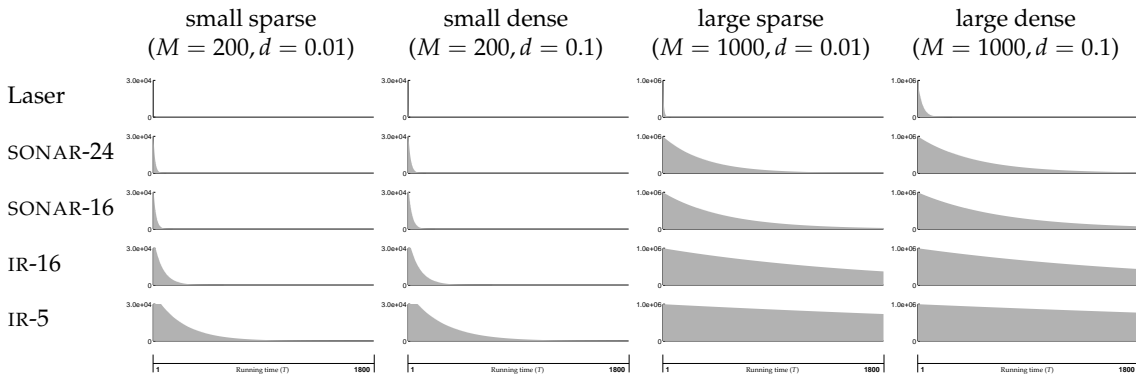 small sparse small dense large sparse large dense
(M = 200, d = 0.01) (M = 200, d = 0.1) (M = 1000, d = 0.01) (M = 1000, d = 0.1)
Laser 3.0e+04 0 3.0e+04 0 1.0e+06 0 1.0e+06 0
SONAR-24 3.0e+04 0 3.0e+04 0 1.0e+06 0 1.0e+06 0
SONAR-16 3.0e+04 0 3.0e+04 0 1.0e+06 0 1.0e+06 0
IR-16 3.0e+04 0 3.0e+04 0 1.0e+06 0 1.0e+06 0
IR-5 3.0e+04 0 3.0e+04 0 1.0e+06 0 1.0e+06 0
1 Running time (T) 1800 1 Running time (T) 1800 1 Running time (T) 1800 1 Running time (T) 1800